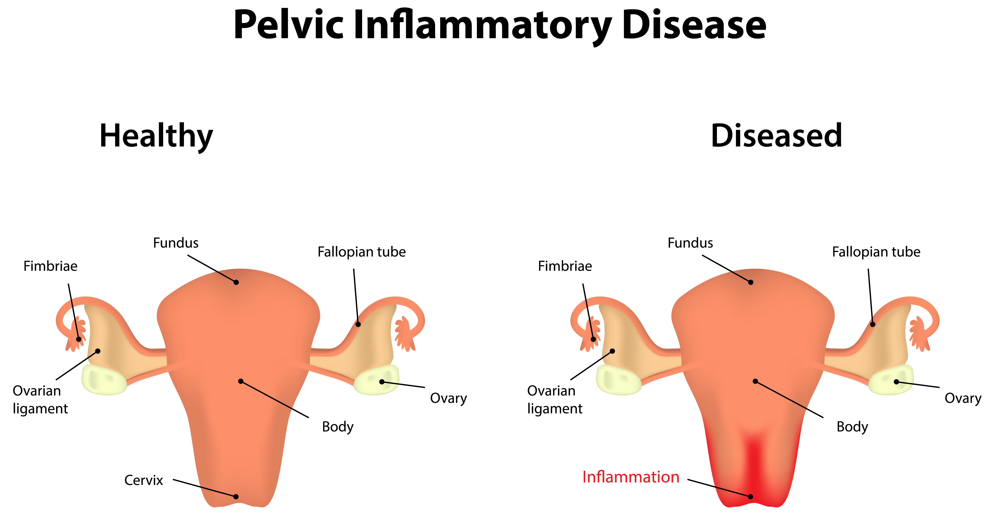 Pelvic Inflammatory Disease
Healthy
Fundus
Fallopian tube
Fimbriae
Ovarian
ligament
Ovary
Body
Cervix
Diseased
Fundus
Fallopian tube
Fimbriae
Ovarian
ligament
Ovary
Body
Inflammation